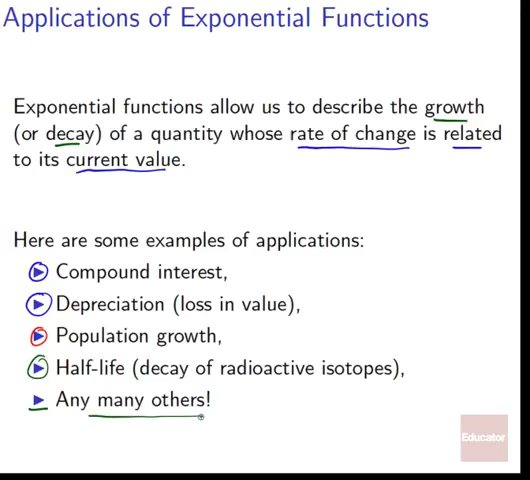 Applications of Exponential Functions
Exponential functions allow us to describe the growth
(or decay) of a quantity whose rate of change is related
to its current value.
Here are some examples of applications:
Compound interest,
Depreciation (loss in value),
Population growth,
Half-life (decay of radioactive isotopes),
Any many others!
Educator